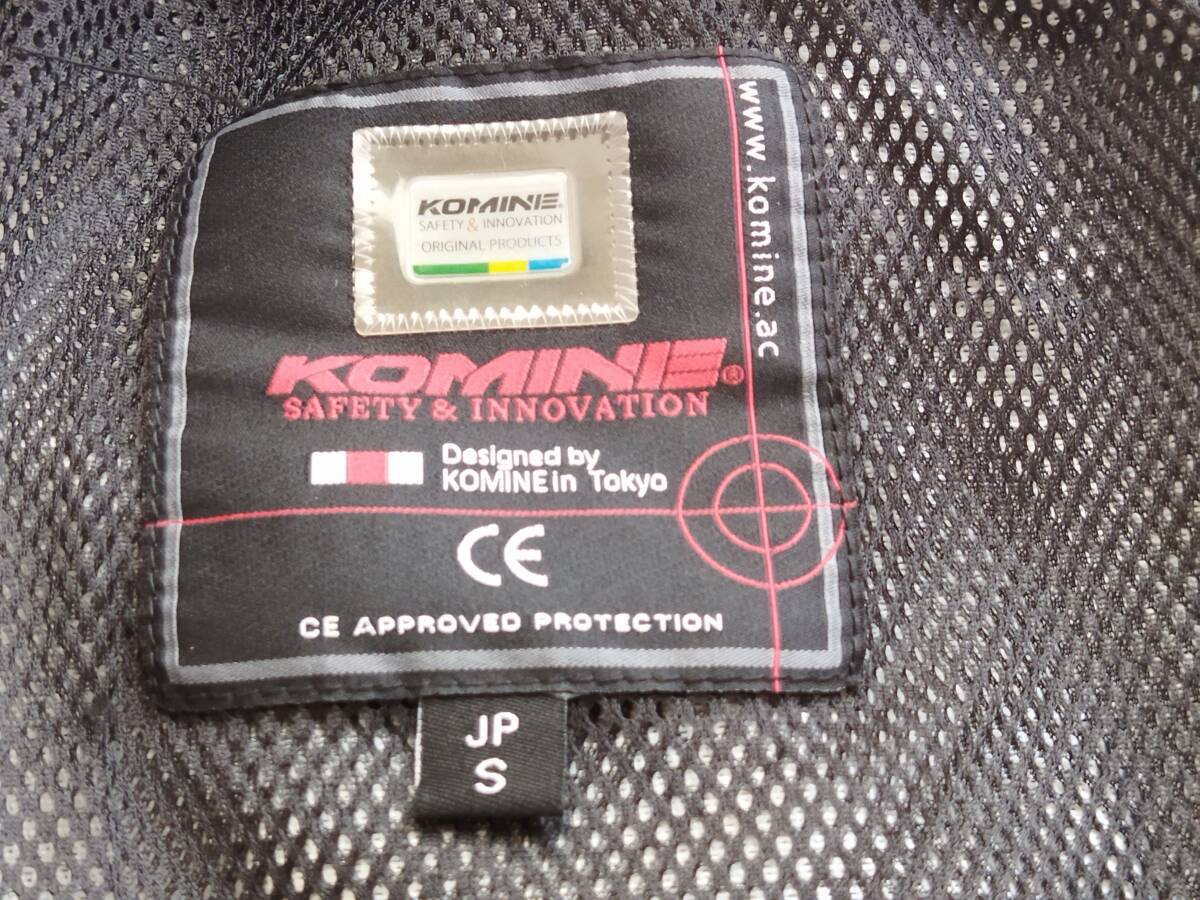 KOMINE®
SAFETY & INNOVATION
ORIGINAL PRODUCTS
www.komine.ac
KOMINE®
SAFETY & INNOVATION
Designed by
KOMINE in Tokyo
CE
CE APPROVED PROTECTION
JP
S